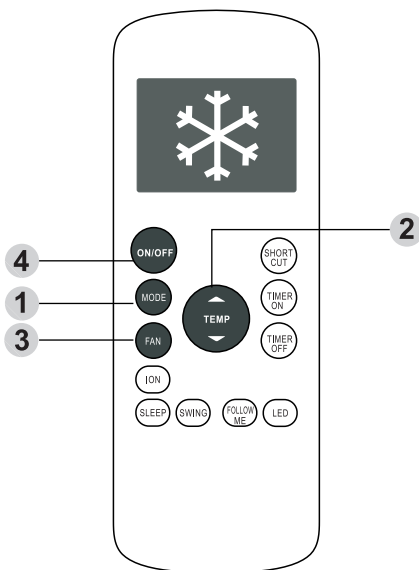 2
ON/OFF
SHORT
CUT
4
MODE
TIMER
ON
1
TEMP
FAN
TIMER
OFF
3
ION
SLEEP
SWING
FOLLOW
ME
LED